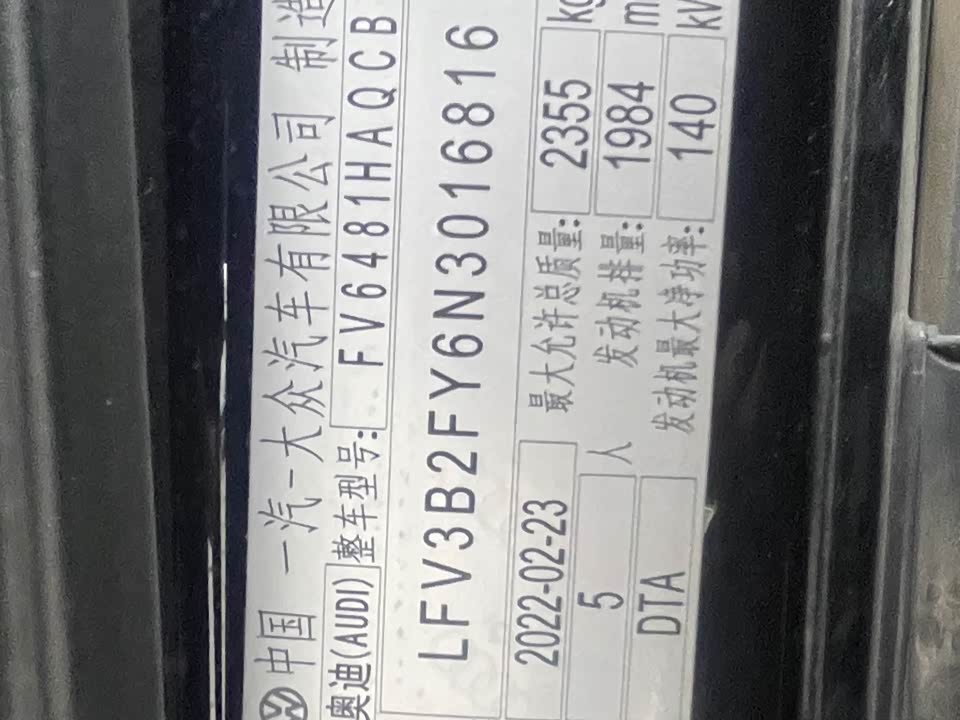 中国 一汽-大众汽车有限公司 制造
奥迪(AUDI) 整车型号: FV6481HAQCB
LFV3B2FY6N3016816
2022-02-23 最大允许总质量: 2355 kg
5 人 发动机排量: 1984 m
DTA 发动机最大净功率: 140 kW